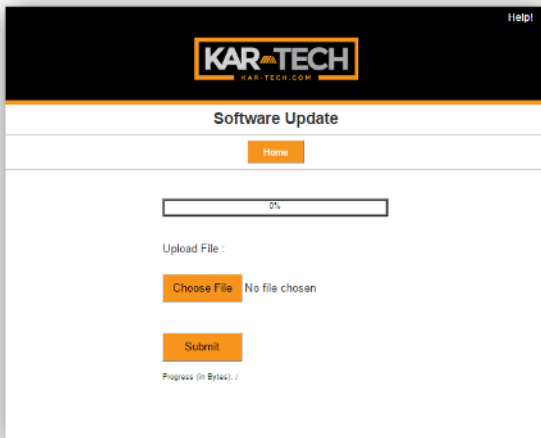 Help!
KAR-TECH
KAR-TECH.COM
Software Update
Home
0%
Upload File :
Choose File No file chosen
Submit
Progress (in Bytes): /